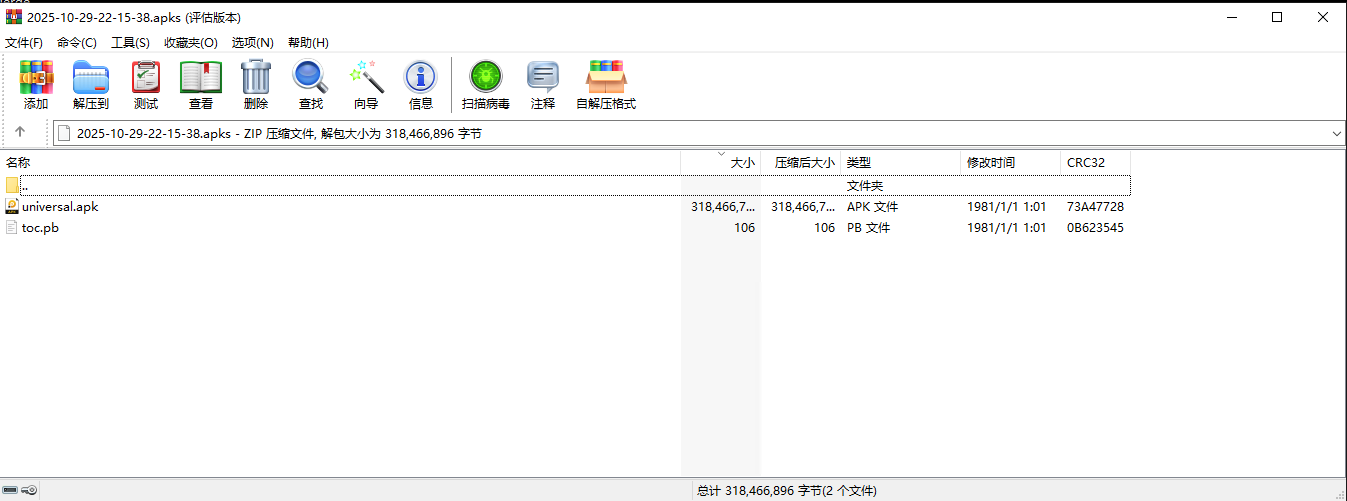 2025-10-29-22-15-38.apks (评估版本)
文件(F) 命令(C) 工具(S) 收藏夹(O) 选项(N) 帮助(H)
添加 解压到 测试 查看 删除 查找 向导 信息 扫描病毒 注释 自解压格式
2025-10-29-22-15-38.apks - ZIP 压缩文件, 解包大小为 318,466,896 字节
名称 大小 压缩后大小 类型 修改时间 CRC32
.. 文件夹
universal.apk 318,466,7... 318,466,7... APK 文件 1981/1/1 1:01 73A47728
toc.pb 106 106 PB 文件 1981/1/1 1:01 0B623545
总计 318,466,896 字节(2 个文件)